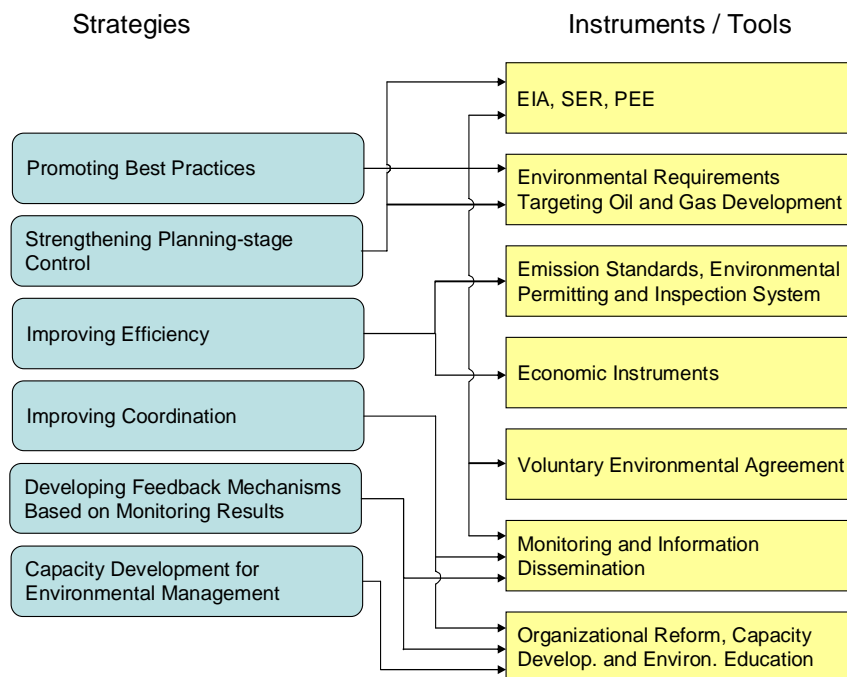 Strategies
Instruments / Tools
Promoting Best Practices
Strengthening Planning-stage
Control
Improving Efficiency
Improving Coordination
Developing Feedback Mechanisms
Based on Monitoring Results
Capacity Development for
Environmental Management
EIA, SER, PEE
Environmental Requirements
Targeting Oil and Gas Development
Emission Standards, Environmental
Permitting and Inspection System
Economic Instruments
Voluntary Environmental Agreement
Monitoring and Information
Dissemination
Organizational Reform, Capacity
Develop. and Environ. Education